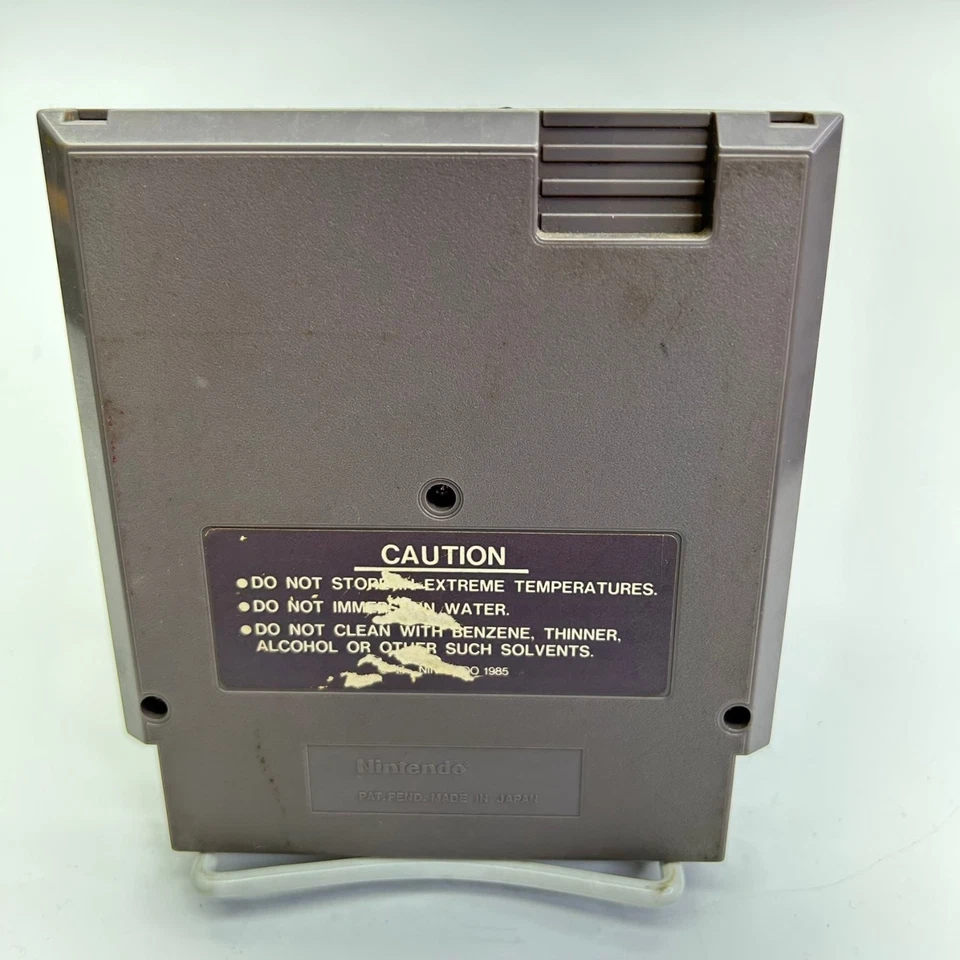 CAUTION
●DO NOT STORE IN EXTREME TEMPERATURES.
●DO NOT IMMERSE IN WATER.
●DO NOT CLEAN WITH BENZENE, THINNER,
ALCOHOL OR OTHER SUCH SOLVENTS.
NINTENDO 1985
Nintendo
PAT. PEND. MADE IN JAPAN